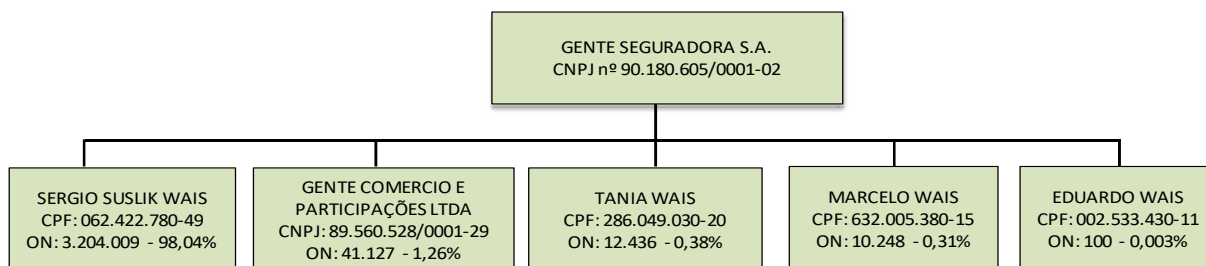 GENTE SEGURADORA S.A.
CNPJ nº 90.180.605/0001-02
SERGIO SUSLIK WAIS
CPF: 062.422.780-49
ON: 3.204.009 - 98,04%
GENTE COMERCIO E
PARTICIPAÇÕES LTDA
CNPJ: 89.560.528/0001-29
ON: 41.127 - 1,26%
TANIA WAIS
CPF: 286.049.030-20
ON: 12.436 - 0,38%
MARCELO WAIS
CPF: 632.005.380-15
ON: 10.248 - 0,31%
EDUARDO WAIS
CPF: 002.533.430-11
ON: 100 - 0,003%